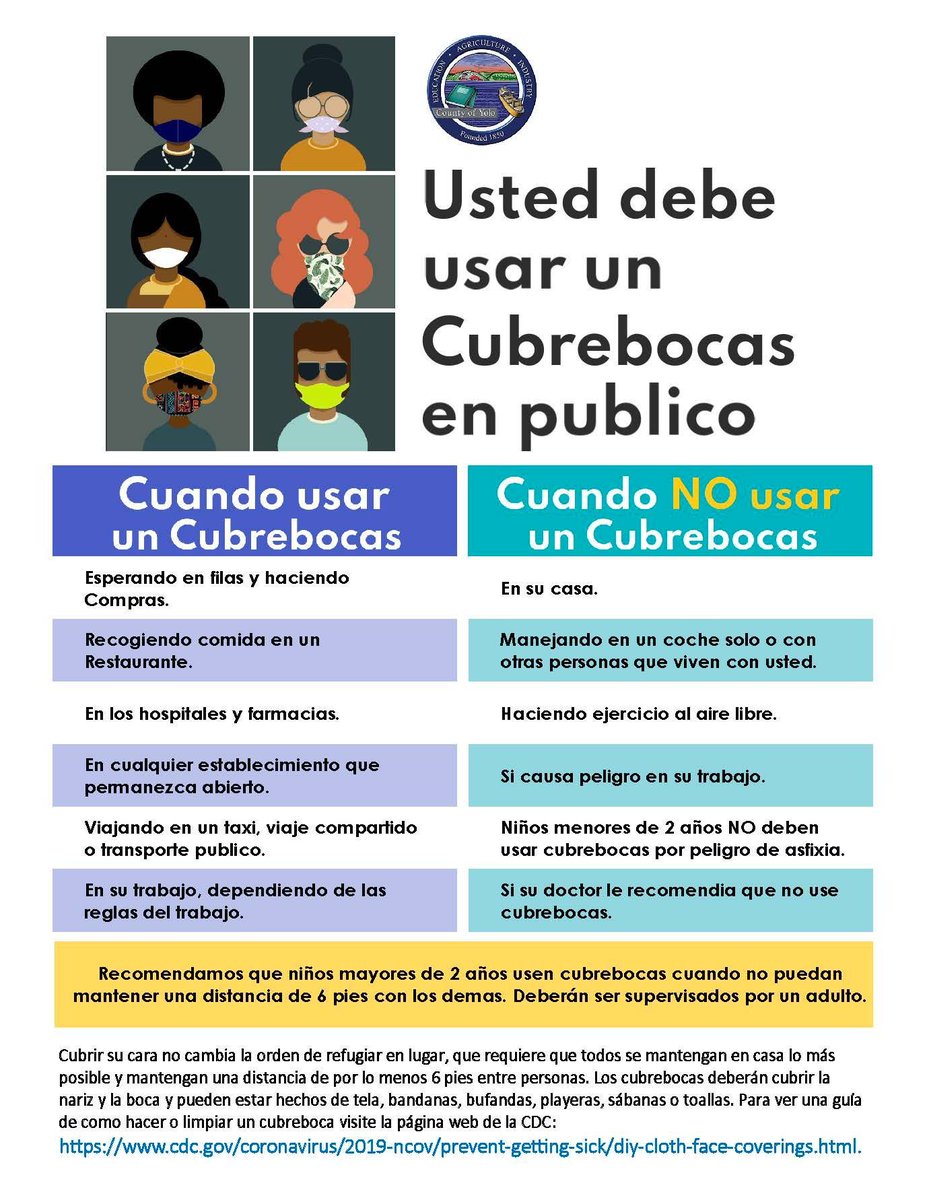 EDUCATION • AGRICULTURE • INDUSTRY
County of Yolo
Founded 1850
Usted debe
usar un
Cubrebocas
en publico
Cuando usar
un Cubrebocas
Esperando en filas y haciendo
Compras.
Recogiendo comida en un
Restaurante.
En los hospitales y farmacias.
En cualquier establecimiento que
permanezca abierto.
Viajando en un taxi, viaje compartido
o transporte publico.
En su trabajo, dependiendo de las
reglas del trabajo.
Cuando NO usar
un Cubrebocas
En su casa.
Manejando en un coche solo o con
otras personas que viven con usted.
Haciendo ejercicio al aire libre.
Si causa peligro en su trabajo.
Niños menores de 2 años NO deben
usar cubrebocas por peligro de asfixia.
Si su doctor le recomendia que no use
cubrebocas.
Recomendamos que niños mayores de 2 años usen cubrebocas cuando no puedan
mantener una distancia de 6 pies con los demas. Deberán ser supervisados por un adulto.
Cubrir su cara no cambia la orden de refugiar en lugar, que requiere que todos se mantengan en casa lo más
posible y mantengan una distancia de por lo menos 6 pies entre personas. Los cubrebocas deberán cubrir la
nariz y la boca y pueden estar hechos de tela, bandanas, bufandas, playeras, sábanas o toallas. Para ver una guía
de como hacer o limpiar un cubreboca visite la página web de la CDC:
https://www.cdc.gov/coronavirus/2019-ncov/prevent-getting-sick/diy-cloth-face-coverings.html.